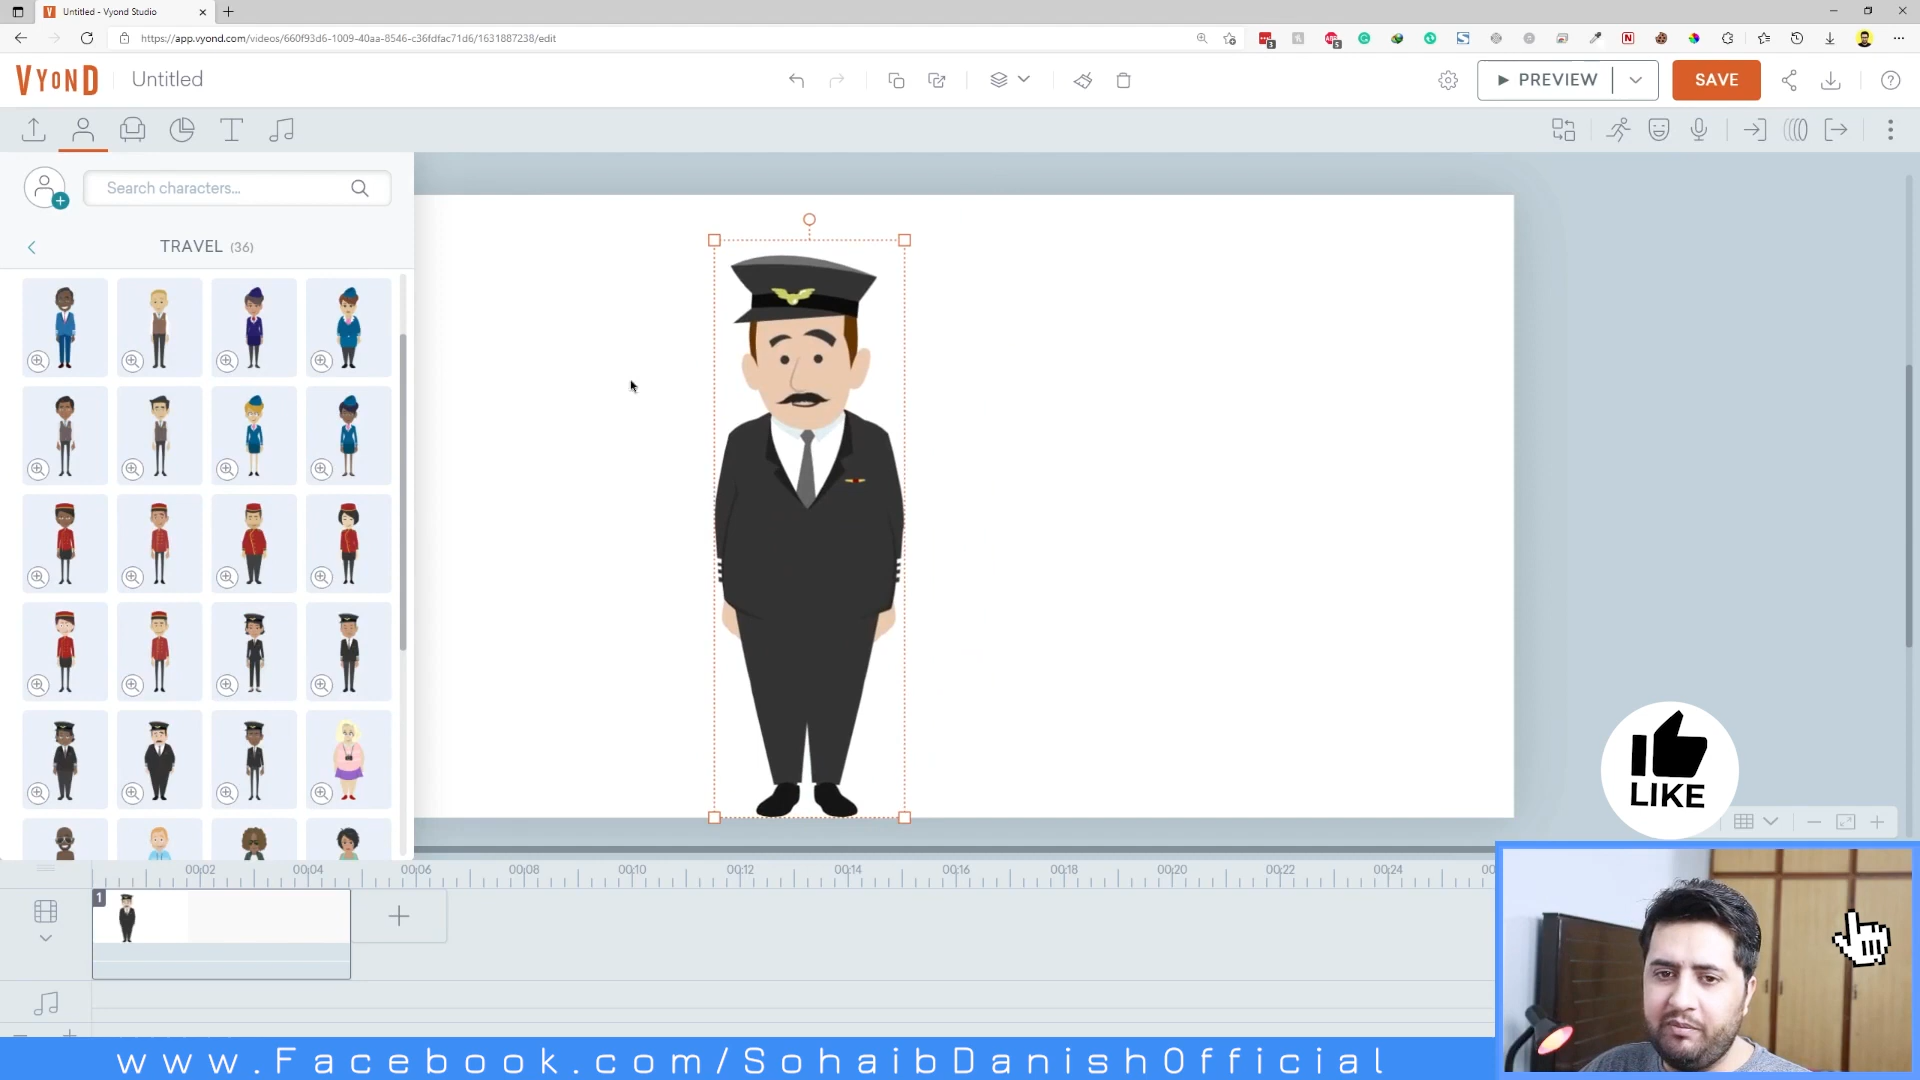 Untitled - Vyond Studio
https://app.vyond.com/videos/660f93d6-1009-40aa-8546-c36fdfac71d6/1631887238/edit
VYOND
Untitled
PREVIEW
SAVE
Search characters...
TRAVEL (36)
LIKE
00:02
00:04
00:06
00:08
00:10
00:12
00:14
00:16
00:18
00:20
00:22
00:24
1
www.Facebook.com/SohaibDanishOfficial